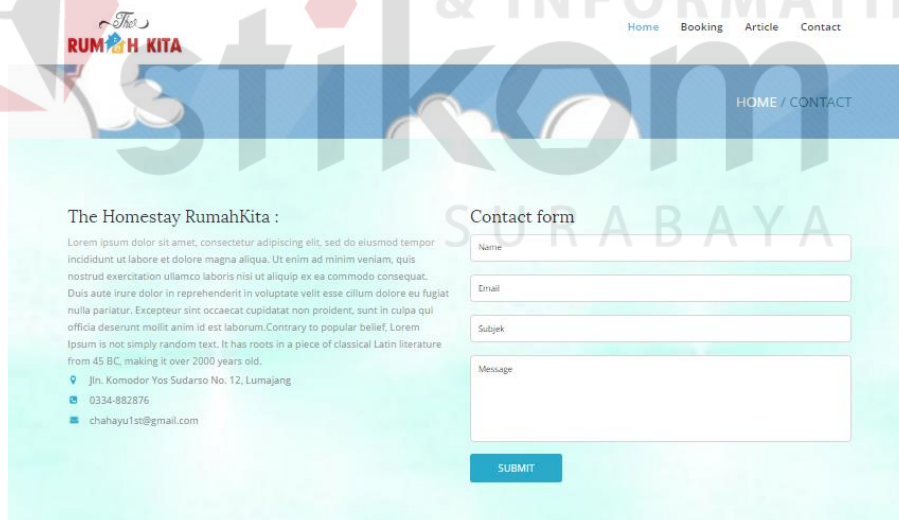 & INFORMATI
The
RUMAH KITA
Home Booking Article Contact
stikom
HOME / CONTACT
SURABAYA
The Homestay RumahKita :
Lorem ipsum dolor sit amet, consectetur adipiscing elit, sed do eiusmod tempor
incididunt ut labore et dolore magna aliqua. Ut enim ad minim veniam, quis
nostrud exercitation ullamco laboris nisi ut aliquip ex ea commodo consequat.
Duis aute irure dolor in reprehenderit in voluptate velit esse cillum dolore eu fugiat
nulla pariatur. Excepteur sint occaecat cupidatat non proident, sunt in culpa qui
officia deserunt mollit anim id est laborum.Contrary to popular belief, Lorem
Ipsum is not simply random text. It has roots in a piece of classical Latin literature
from 45 BC, making it over 2000 years old.
Jln. Komodor Yos Sudarso No. 12, Lumajang
0334-882876
chahayu1st@gmail.com
Contact form
Name
Email
Subjek
Message
SUBMIT